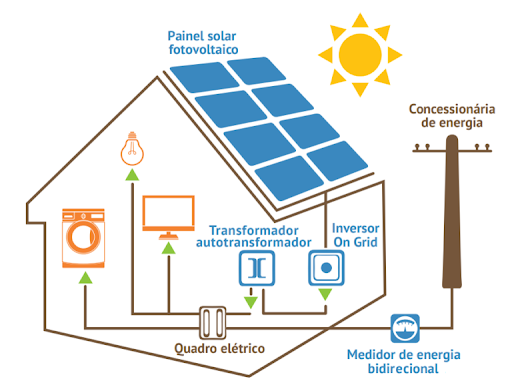 Painel solar
fotovoltaico
Concessionária
de energia
Transformador
autotransformador
Inversor
On Grid
Quadro elétrico
Medidor de energia
bidirecional